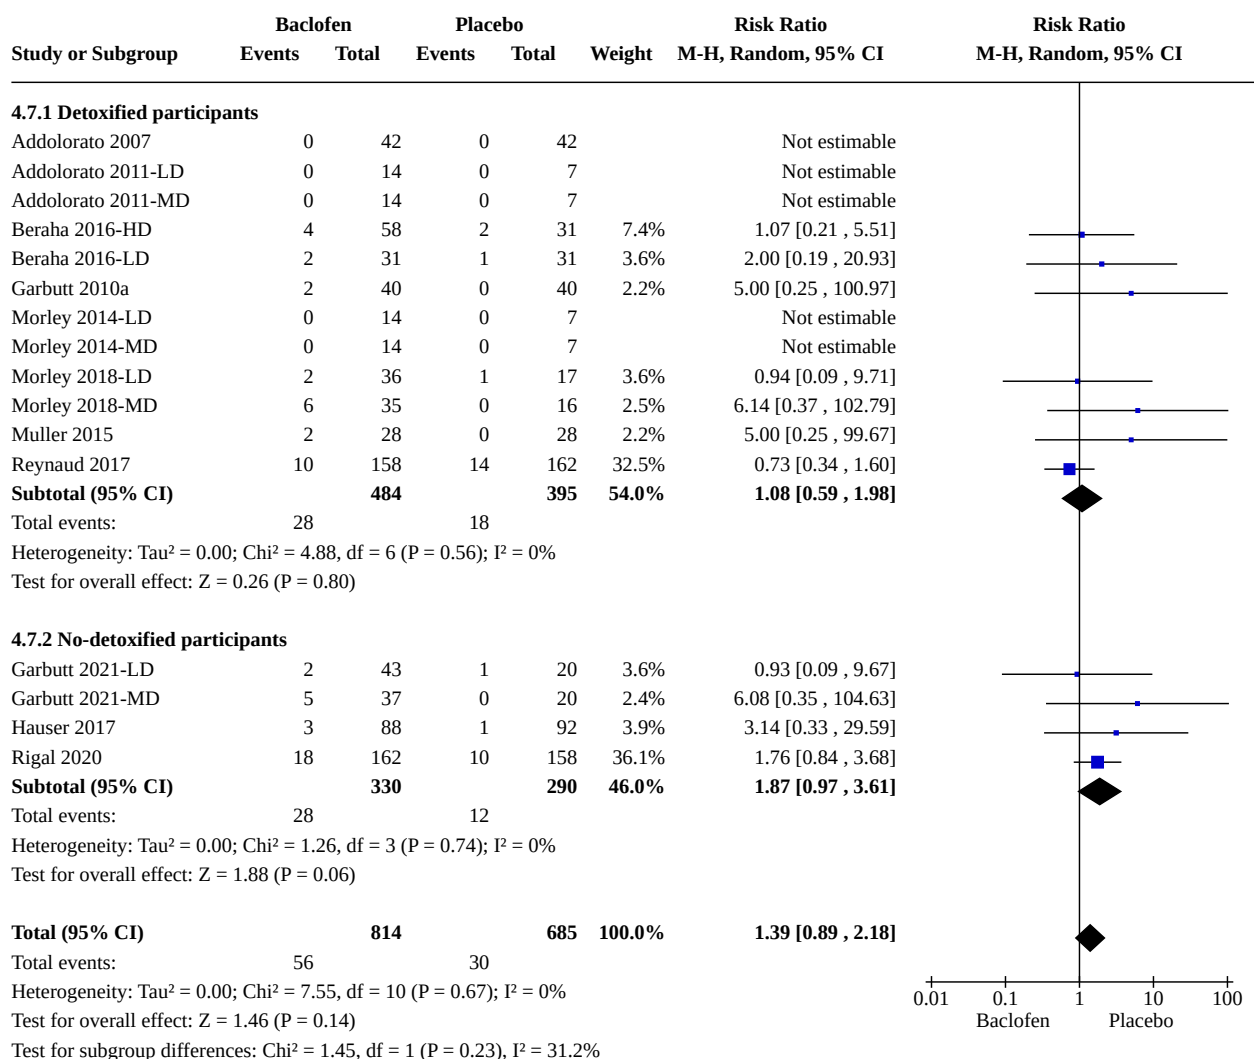 Baclofen Placebo Risk Ratio Risk Ratio
Study or Subgroup Events Total Events Total Weight M-H, Random, 95% CI M-H, Random, 95% CI
4.7.1 Detoxified participants
Addolorato 2007 0 42 0 42 Not estimable
Addolorato 2011-LD 0 14 0 7 Not estimable
Addolorato 2011-MD 0 14 0 7 Not estimable
Beraha 2016-HD 4 58 2 31 7.4% 1.07 [0.21 , 5.51]
Beraha 2016-LD 2 31 1 31 3.6% 2.00 [0.19 , 20.93]
Garbutt 2010a 2 40 0 40 2.2% 5.00 [0.25 , 100.97]
Morley 2014-LD 0 14 0 7 Not estimable
Morley 2014-MD 0 14 0 7 Not estimable
Morley 2018-LD 2 36 1 17 3.6% 0.94 [0.09 , 9.71]
Morley 2018-MD 6 35 0 16 2.5% 6.14 [0.37 , 102.79]
Muller 2015 2 28 0 28 2.2% 5.00 [0.25 , 99.67]
Reynaud 2017 10 158 14 162 32.5% 0.73 [0.34 , 1.60]
Subtotal (95% CI) 484 395 54.0% 1.08 [0.59 , 1.98]
Total events: 28 18
Heterogeneity: Tau² = 0.00; Chi² = 4.88, df = 6 (P = 0.56); I² = 0%
Test for overall effect: Z = 0.26 (P = 0.80)
4.7.2 No-detoxified participants
Garbutt 2021-LD 2 43 1 20 3.6% 0.93 [0.09 , 9.67]
Garbutt 2021-MD 5 37 0 20 2.4% 6.08 [0.35 , 104.63]
Hauser 2017 3 88 1 92 3.9% 3.14 [0.33 , 29.59]
Rigal 2020 18 162 10 158 36.1% 1.76 [0.84 , 3.68]
Subtotal (95% CI) 330 290 46.0% 1.87 [0.97 , 3.61]
Total events: 28 12
Heterogeneity: Tau² = 0.00; Chi² = 1.26, df = 3 (P = 0.74); I² = 0%
Test for overall effect: Z = 1.88 (P = 0.06)
Total (95% CI) 814 685 100.0% 1.39 [0.89 , 2.18]
Total events: 56 30
Heterogeneity: Tau² = 0.00; Chi² = 7.55, df = 10 (P = 0.67); I² = 0%
0.01 0.1 1 10 100
Test for overall effect: Z = 1.46 (P = 0.14)
Baclofen Placebo
Test for subgroup differences: Chi² = 1.45, df = 1 (P = 0.23), I² = 31.2%